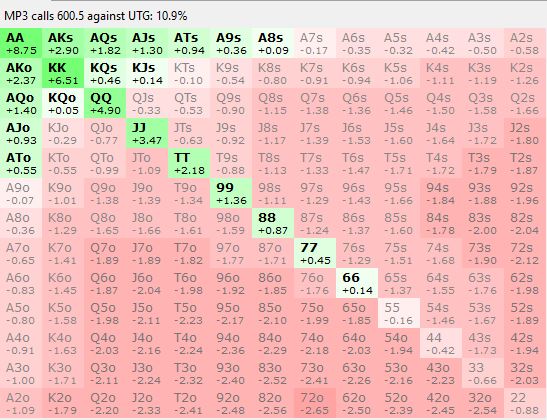 MP3 calls 600.5 against UTG: 10.9%
AA AKs AQs AJs ATs A9s A8s A7s A6s A5s A4s A3s A2s
+8.75 +2.90 +1.82 +1.30 +0.94 +0.36 +0.09 -0.17 -0.35 -0.32 -0.42 -0.50 -0.58
AKo KK KQs KJs KTs K9s K8s K7s K6s K5s K4s K3s K2s
+2.37 +6.51 +0.46 +0.14 -0.10 -0.54 -0.80 -0.91 -0.94 -1.06 -1.11 -1.19 -1.26
AQo KQo QQ QJs QTs Q9s Q8s Q7s Q6s Q5s Q4s Q3s Q2s
+1.40 +0.05 +4.90 -0.33 -0.53 -0.90 -1.15 -1.38 -1.36 -1.46 -1.50 -1.58 -1.66
AJo KJo QJo JJ JTs J9s J8s J7s J6s J5s J4s J3s J2s
+0.93 -0.29 -0.77 +3.47 -0.63 -0.92 -1.17 -1.39 -1.53 -1.60 -1.64 -1.72 -1.80
ATo KTo QTo JTo TT T9s T8s T7s T6s T5s T4s T3s T2s
+0.55 -0.55 -0.99 -1.09 +2.18 -0.88 -1.13 -1.33 -1.47 -1.71 -1.72 -1.79 -1.87
A9o K9o Q9o J9o T9o 99 98s 97s 96s 95s 94s 93s 92s
-0.07 -1.01 -1.38 -1.39 -1.34 +1.36 -1.11 -1.29 -1.43 -1.66 -1.84 -1.88 -1.96
A8o K8o Q8o J8o T8o 98o 88 87s 86s 85s 84s 83s 82s
-0.36 -1.29 -1.65 -1.66 -1.61 -1.59 +0.87 -1.24 -1.37 -1.60 -1.78 -2.00 -2.04
A7o K7o Q7o J7o T7o 97o 87o 77 76s 75s 74s 73s 72s
-0.65 -1.41 -1.89 -1.89 -1.82 -1.77 -1.71 +0.45 -1.29 -1.51 -1.68 -1.90 -2.12
A6o K6o Q6o J6o T6o 96o 86o 76o 66 65s 64s 63s 62s
-0.83 -1.45 -1.87 -2.04 -1.98 -1.92 -1.85 -1.76 +0.14 -1.37 -1.55 -1.76 -1.98
A5o K5o Q5o J5o T5o 95o 85o 75o 65o 55 54s 53s 52s
-0.80 -1.58 -1.98 -2.11 -2.23 -2.17 -2.10 -1.99 -1.85 -0.16 -1.46 -1.67 -1.89
A4o K4o Q4o J4o T4o 94o 84o 74o 64o 54o 44 43s 42s
-0.91 -1.63 -2.03 -2.16 -2.24 -2.36 -2.29 -2.18 -2.03 -1.94 -0.42 -1.73 -1.94
A3o K3o Q3o J3o T3o 93o 83o 73o 63o 53o 43o 33 32s
-1.00 -1.71 -2.11 -2.24 -2.32 -2.40 -2.52 -2.41 -2.26 -2.16 -2.23 -0.66 -2.03
A2o K2o Q2o J2o T2o 92o 82o 72o 62o 52o 42o 32o 22
-1.09 -1.79 -2.20 -2.33 -2.41 -2.48 -2.56 -2.65 -2.50 -2.39 -2.45 -2.54 0.88